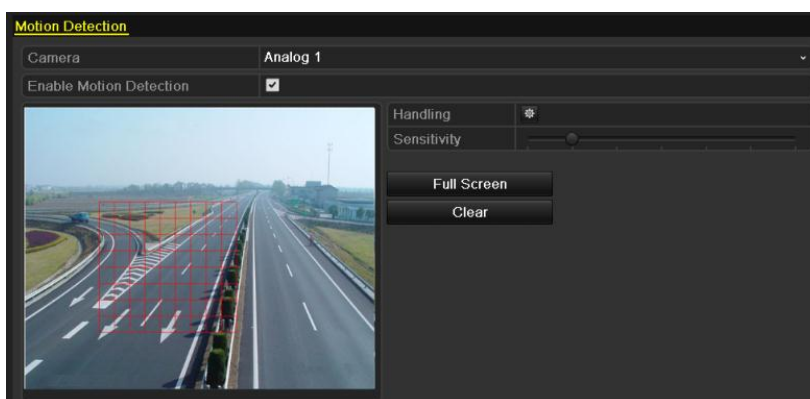 Motion Detection
Camera Analog 1
Enable Motion Detection
Handling
Sensitivity
Full Screen
Clear